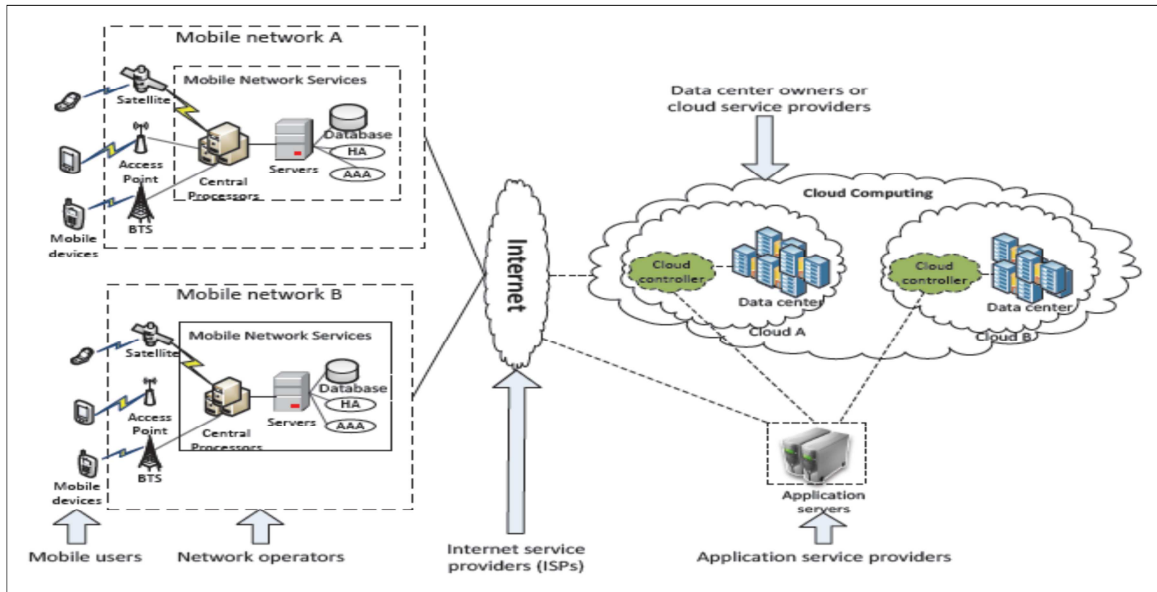 Mobile network A
Mobile Network Services
Satellite
Database
HA
AAA
Access
Point
Central
Processors
Servers
BTS
Mobile
devices
Mobile network B
Mobile Network Services
Satellite
Database
HA
AAA
Access
Point
Central
Processors
Servers
BTS
Mobile
devices
Mobile users
Network operators
Internet
Internet service
providers (ISPs)
Data center owners or
cloud service providers
Cloud Computing
Cloud
controller
Data center
Cloud A
Cloud
controller
Data center
Cloud B
Application
servers
Application service providers